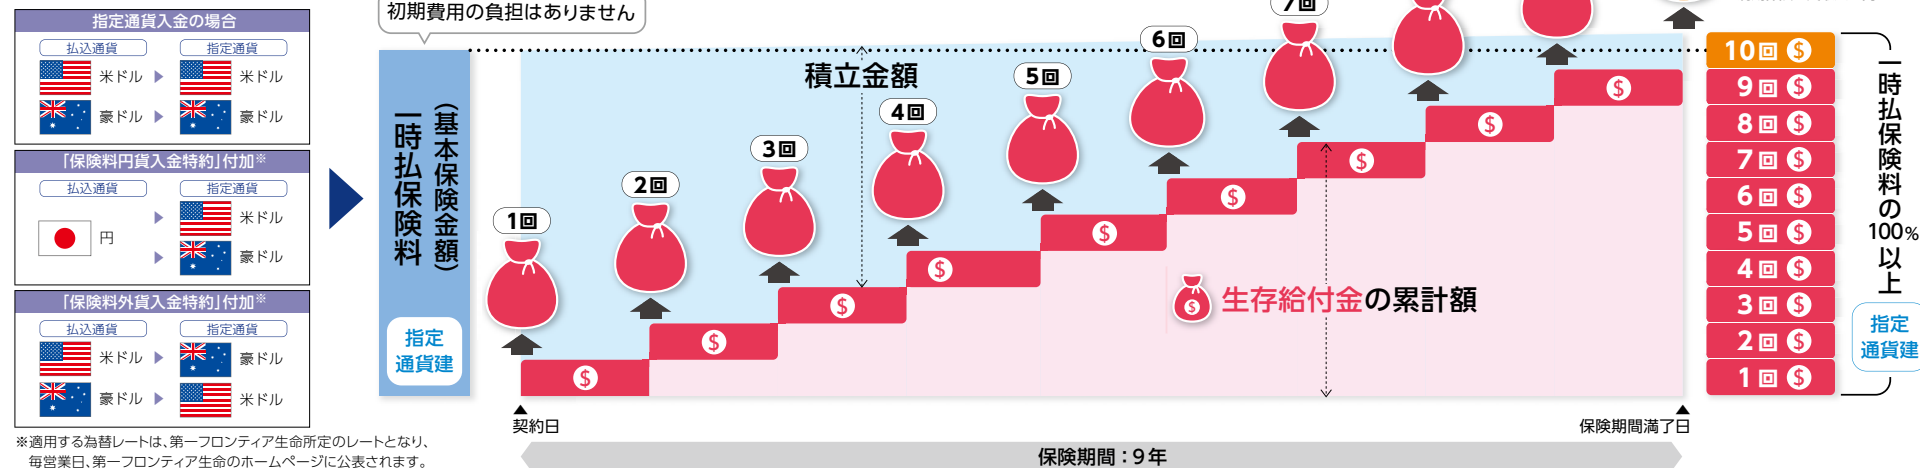 指定通貨入金の場合
払込通貨 指定通貨
米ドル ▶ 米ドル
豪ドル ▶ 豪ドル
「保険料円貨入金特約」付加※
払込通貨 指定通貨
円 ▶ 米ドル
▶ 豪ドル
「保険料外貨入金特約」付加※
払込通貨 指定通貨
米ドル ▶ 豪ドル
豪ドル ▶ 米ドル
※適用する為替レートは、第一フロンティア生命所定のレートとなり、
毎営業日、第一フロンティア生命のホームページに公表されます。
初期費用の負担はありません
一時払保険料
(基本保険金額)
指定
通貨建
積立金額
1回
2回
3回
4回
5回
6回
7回
$
$
$
$
$
$
$
$
$
$ 生存給付金の累計額
▲
契約日
▲
保険期間満了日
保険期間：9年
10回 $
9回 $
8回 $
7回 $
6回 $
5回 $
4回 $
3回 $
2回 $
1回 $
一時払保険料の100%以上
指定
通貨建